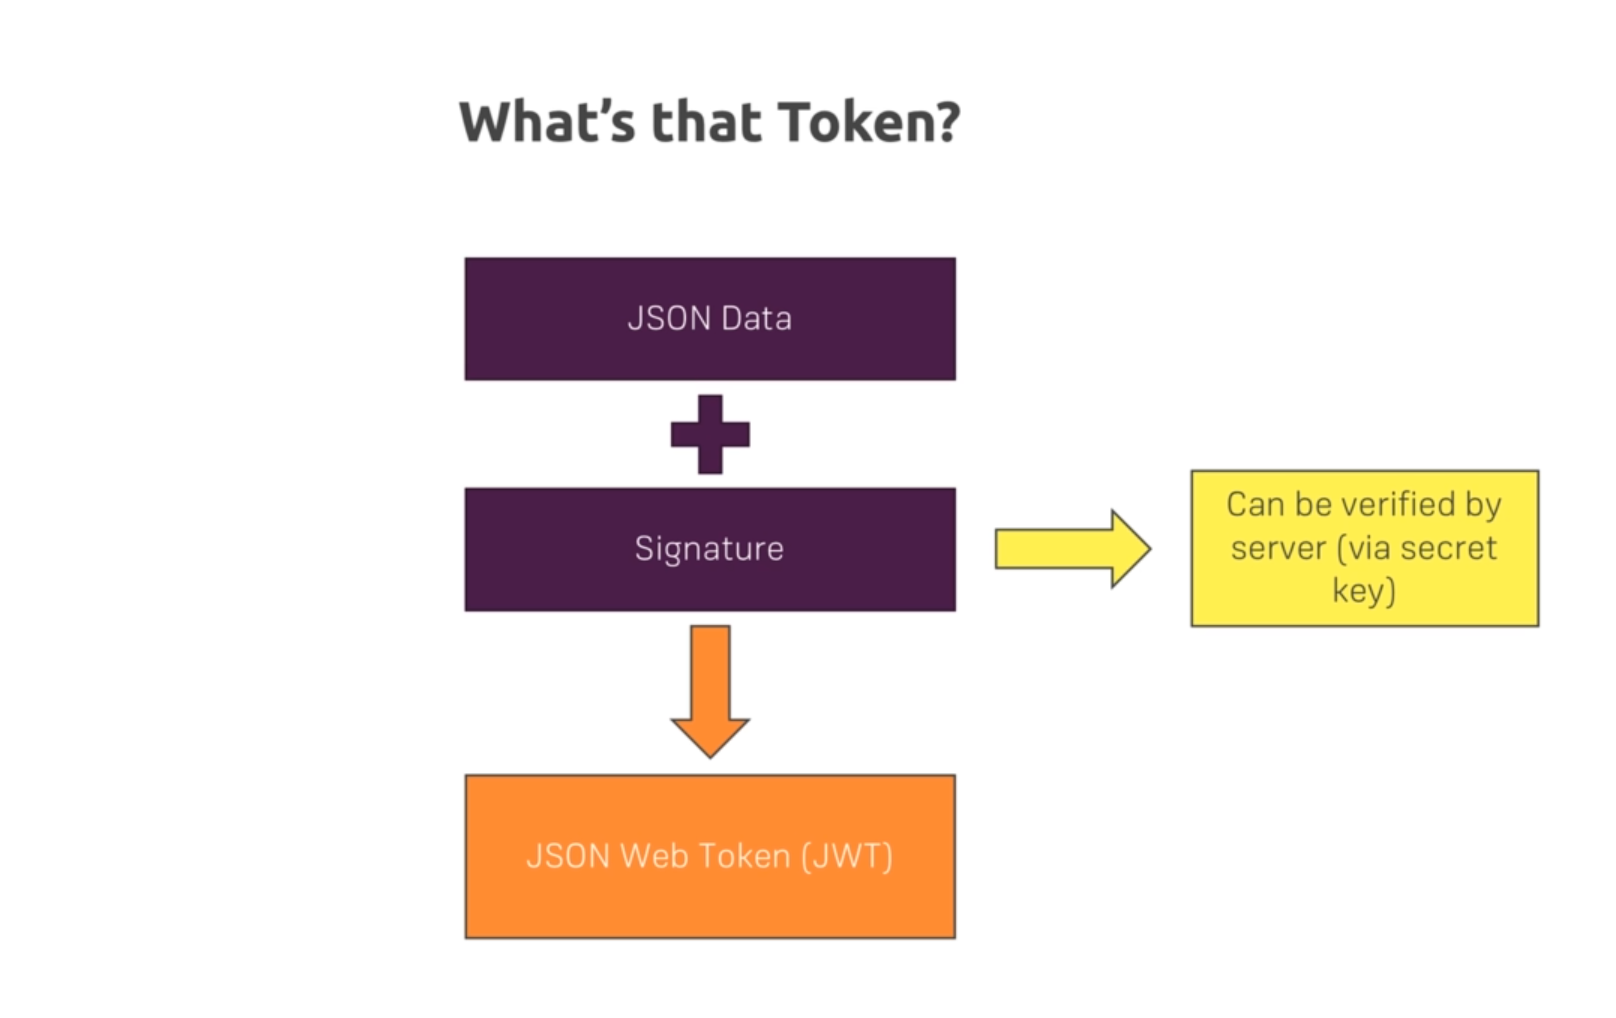 What’s that Token?
JSON Data
Signature
Can be verified by
server (via secret
key)
JSON Web Token (JWT)